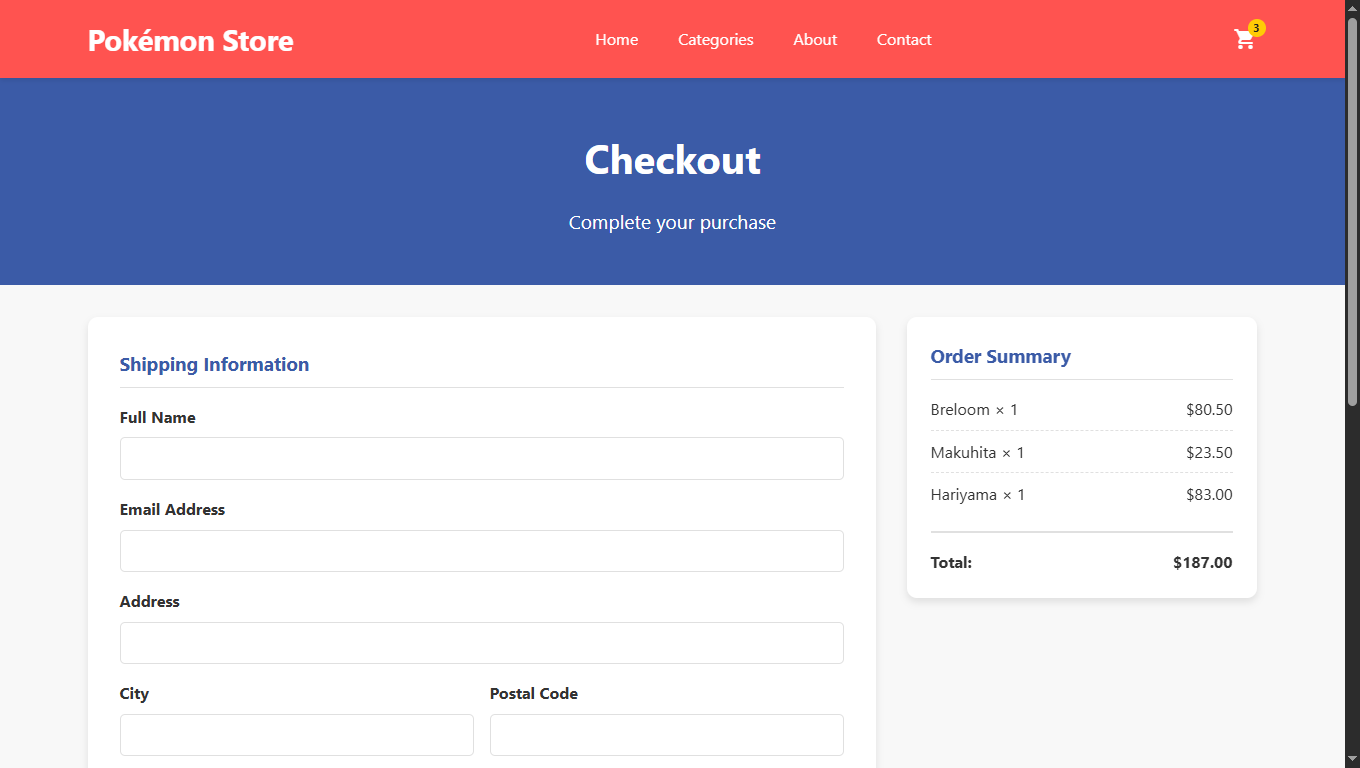 Pokémon Store
Home
Categories
About
Contact
3
Checkout
Complete your purchase
Shipping Information
Full Name
Email Address
Address
City
Postal Code
Order Summary
Breloom × 1 $80.50
Makuhita × 1 $23.50
Hariyama × 1 $83.00
Total: $187.00